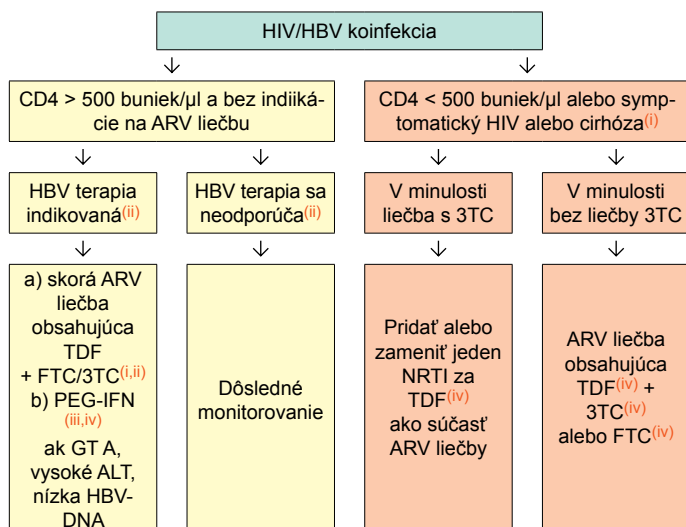 HIV/HBV koinfekcia
CD4 > 500 buniek/µl a bez indiiká-
cie na ARV liečbu
CD4 < 500 buniek/µl alebo symp-
tomatický HIV alebo cirhóza(i)
HBV terapia
indikovaná(ii)
HBV terapia sa
neodporúča(ii)
V minulosti
liečba s 3TC
V minulosti
bez liečby 3TC
a) skorá ARV
liečba
obsahujúca
TDF
+ FTC/3TC(i,ii)
b) PEG-IFN
(iii,iv)
ak GT A,
vysoké ALT,
nízka HBV-
DNA
Dôsledné
monitorovanie
Pridať alebo
zameniť jeden
NRTI za
TDF(iv)
ako súčasť
ARV liečby
ARV liečba
obsahujúca
TDF(iv) +
3TC(iv)
alebo FTC(iv)